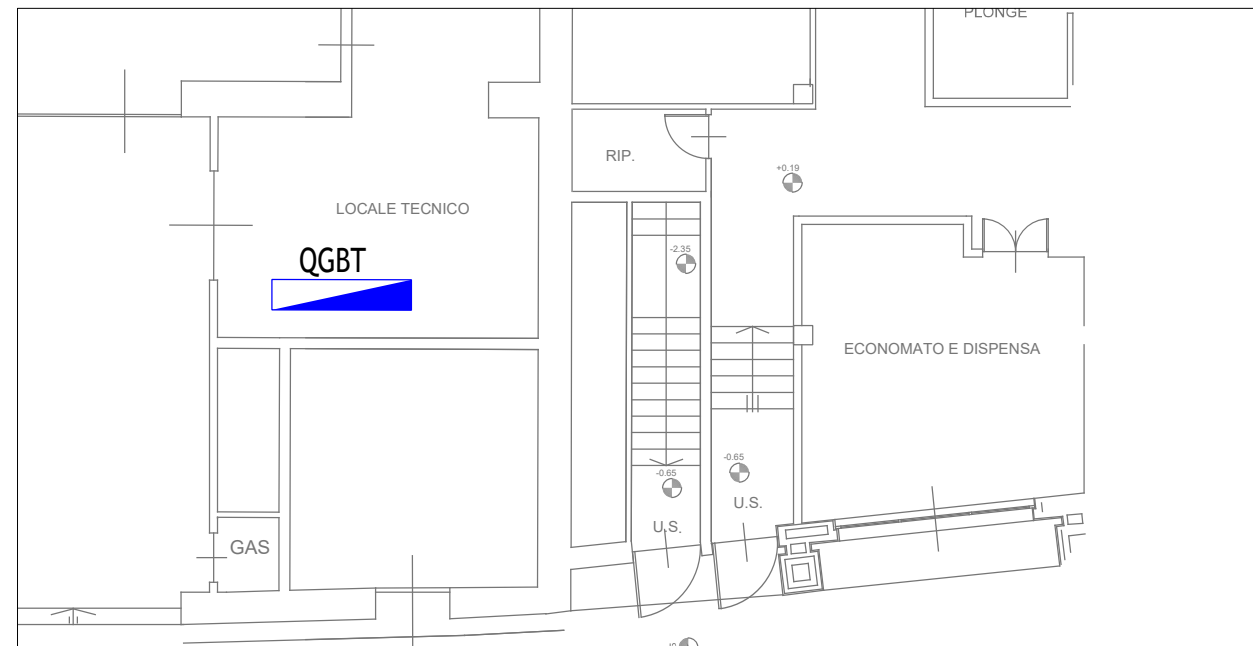 PLONGE
RIP.
+0.19
LOCALE TECNICO
-2.35
QGBT
ECONOMATO E DISPENSA
-0.65
-0.65
U.S.
U.S.
GAS